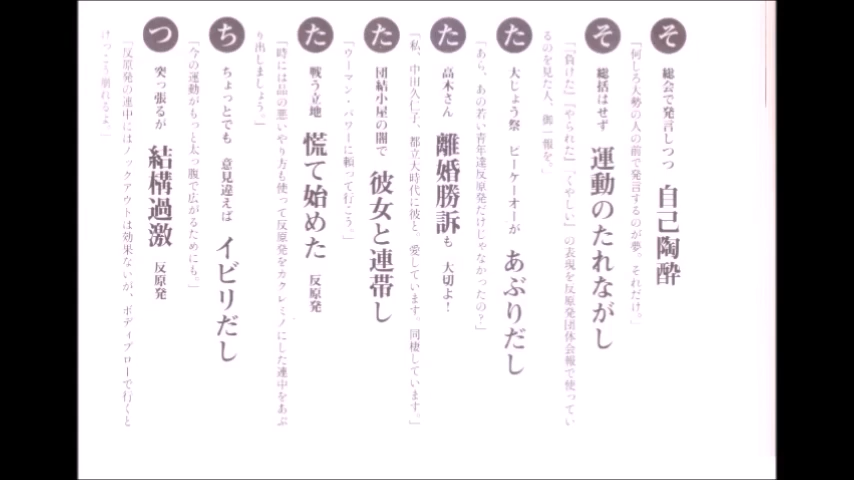 そ 総会で発言しつつ 自己陶酔
「何しろ大勢の人の前で発言するのが夢。それだけ。」
そ 総括はせず 運動のたれながし
「『負けた』『やられた』『くやしい』の表現を反原発団体会報で使ってい
るのを見た人、御一報を。」
た 大じょう祭 ピーケーオーが あぶりだし
「あら、あの若い青年達反原発だけじゃなかったの？」
た 高木さん 離婚勝訴も 大切よ！
「私、中田久仁子、都立大時代に彼と。愛しています。同棲しています。」
た 団結小屋の闇で 彼女と連帯し
「ウーマン・パワーに頼って行こう。」
た 戦う立地 慌て始めた 反原発
「時には品の悪いやり方も使って反原発をカクレミノにした連中をあぶ
り出しましょう。」
ち ちょっとでも 意見違えば イビリだし
「今の運動がもっと太っ腹で広がるためにも。」
つ 突っ張るが 結構過激 反原発
「反原発の連中にはノックアウトは効果ないが、ボディブローで行くと
けっこう崩れるよ。」